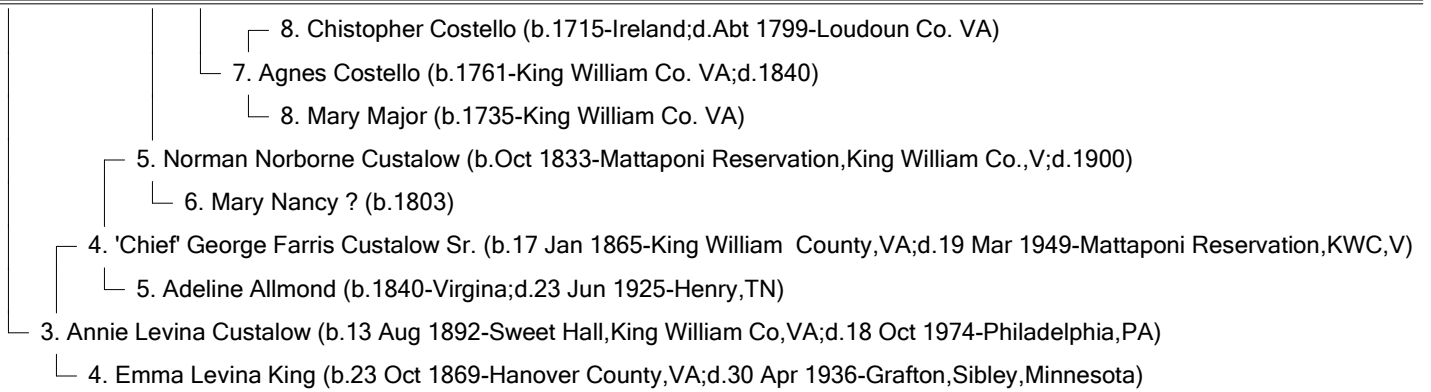 8. Chistopher Costello (b.1715-Ireland;d.Abt 1799-Loudoun Co. VA)
7. Agnes Costello (b.1761-King William Co. VA;d.1840)
8. Mary Major (b.1735-King William Co. VA)
5. Norman Norborne Custalow (b.Oct 1833-Mattaponi Reservation,King William Co.,V;d.1900)
6. Mary Nancy ? (b.1803)
4. 'Chief' George Farris Custalow Sr. (b.17 Jan 1865-King William  County,VA;d.19 Mar 1949-Mattaponi Reservation,KWC,V)
5. Adeline Allmond (b.1840-Virginia;d.23 Jun 1925-Henry,TN)
3. Annie Levina Custalow (b.13 Aug 1892-Sweet Hall,King William Co,VA;d.18 Oct 1974-Philadelphia,PA)
4. Emma Levina King (b.23 Oct 1869-Hanover County,VA;d.30 Apr 1936-Grafton,Sibley,Minnesota)